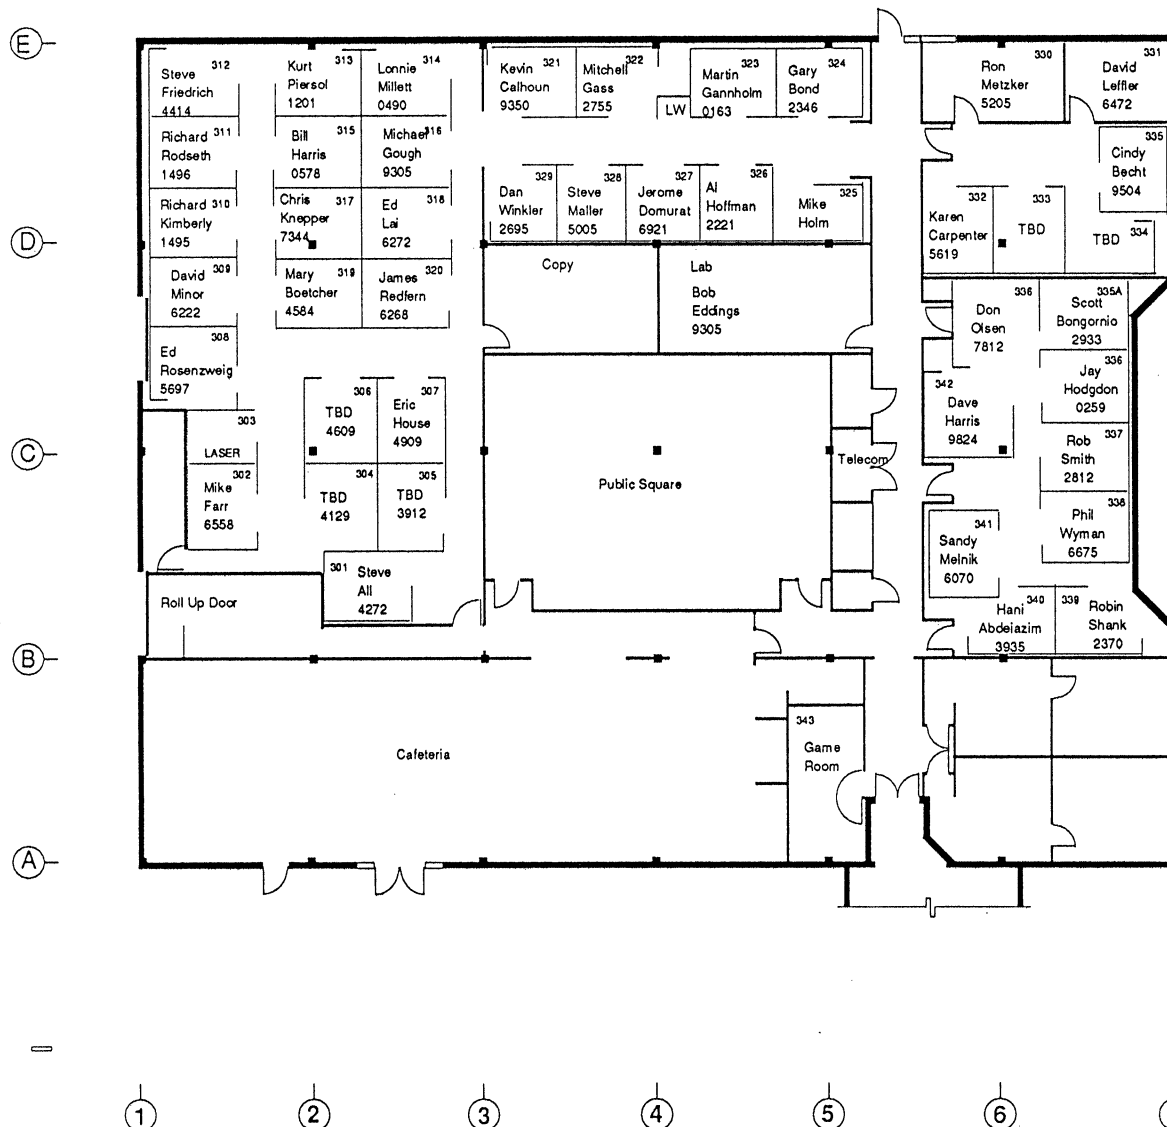 E
312
Steve
Friedrich
4414
Kurt 313
Piersol
1201
314
Lonnie
Millett
0490
Kevin 321
Calhoun
9350
322
Mitchell
Gass
2755
323
Martin
Gannholm
0163
LW
324
Gary
Bond
2346
330
Ron
Metzker
5205
331
David
Leffler
6472
Richard 311
Rodseth
1496
315
Bill
Harris
0578
Michael 316
Gough
9305
335
Cindy
Becht
9504
Richard 310
Kimberly
1495
Chris 317
Knepper
7344
Ed 318
Lai
6272
329
Dan
Winkler
2695
328
Steve
Maller
5005
327
Jerome
Domurat
6921
326
Al
Hoffman
2221
325
Mike
Holm
332
Karen
Carpenter
5619
333
TBD
334
TBD
D
309
David
Minor
6222
Mary 319
Boetcher
4584
320
James
Redfern
6268
Copy
Lab
Bob
Eddings
9305
336
Don
Olsen
7812
335A
Scott
Bongornio
2933
308
Ed
Rosenzweig
5697
336
Jay
Hodgdon
0259
306
TBD
4609
307
Eric
House
4909
342
Dave
Harris
9824
303
LASER
C
337
Rob
Smith
2812
Telecom
302
Mike
Farr
6558
304
TBD
4129
305
TBD
3912
Public Square
338
Phil
Wyman
6675
341
Sandy
Melnik
6070
301
Steve
All
4272
Roll Up Door
340
Hani
Abdelazim
3935
339
Robin
Shank
2370
B
343
Game
Room
Cafeteria
A
1
2
3
4
5
6